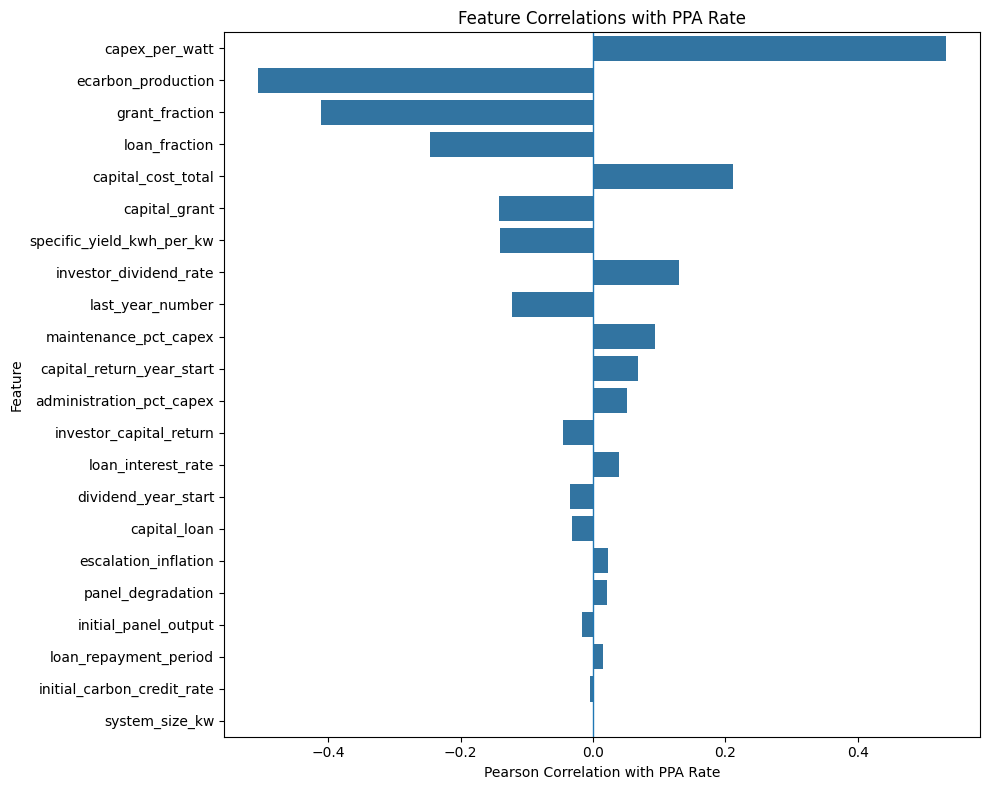 Feature Correlations with PPA Rate
capex_per_watt
ecarbon_production
grant_fraction
loan_fraction
capital_cost_total
capital_grant
specific_yield_kwh_per_kw
investor_dividend_rate
last_year_number
maintenance_pct_capex
capital_return_year_start
administration_pct_capex
investor_capital_return
loan_interest_rate
dividend_year_start
capital_loan
escalation_inflation
panel_degradation
initial_panel_output
loan_repayment_period
initial_carbon_credit_rate
system_size_kw
Feature
−0.4 −0.2 0.0 0.2 0.4
Pearson Correlation with PPA Rate